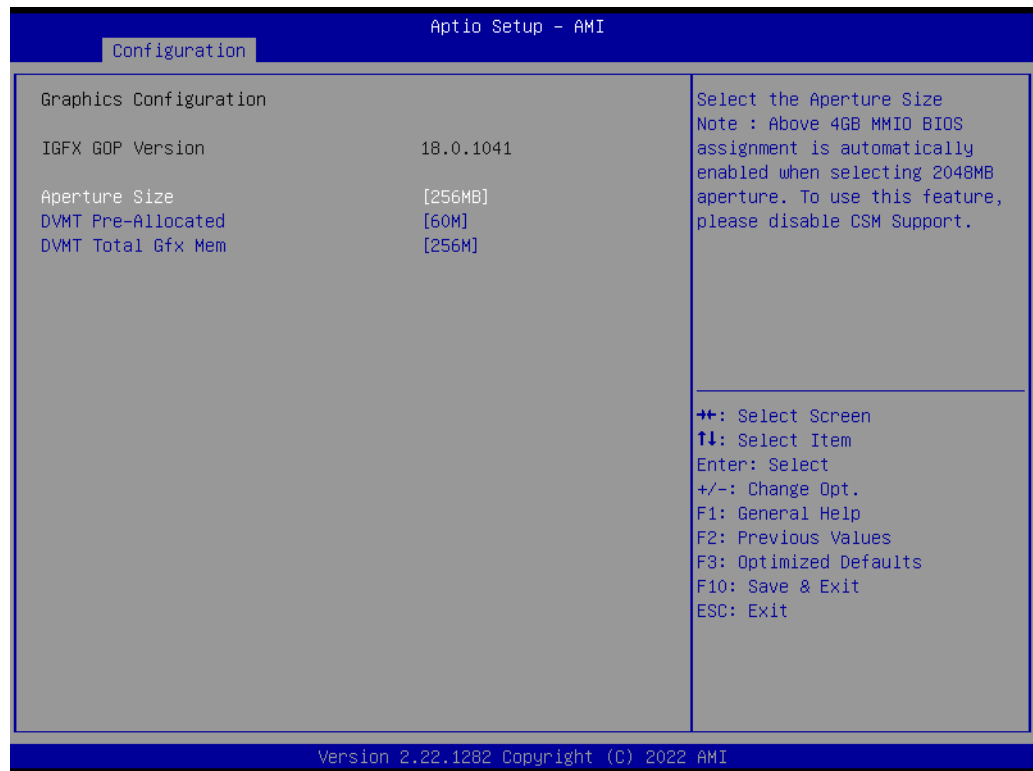 Aptio Setup - AMI
Configuration
Graphics Configuration
IGFX GOP Version 18.0.1041
Aperture Size [256MB]
DVMT Pre-Allocated [60M]
DVMT Total Gfx Mem [256M]
Select the Aperture Size
Note : Above 4GB MMIO BIOS
assignment is automatically
enabled when selecting 2048MB
aperture. To use this feature,
please disable CSM Support.
→←: Select Screen
↑↓: Select Item
Enter: Select
+/-: Change Opt.
F1: General Help
F2: Previous Values
F3: Optimized Defaults
F10: Save & Exit
ESC: Exit
Version 2.22.1282 Copyright (C) 2022 AMI